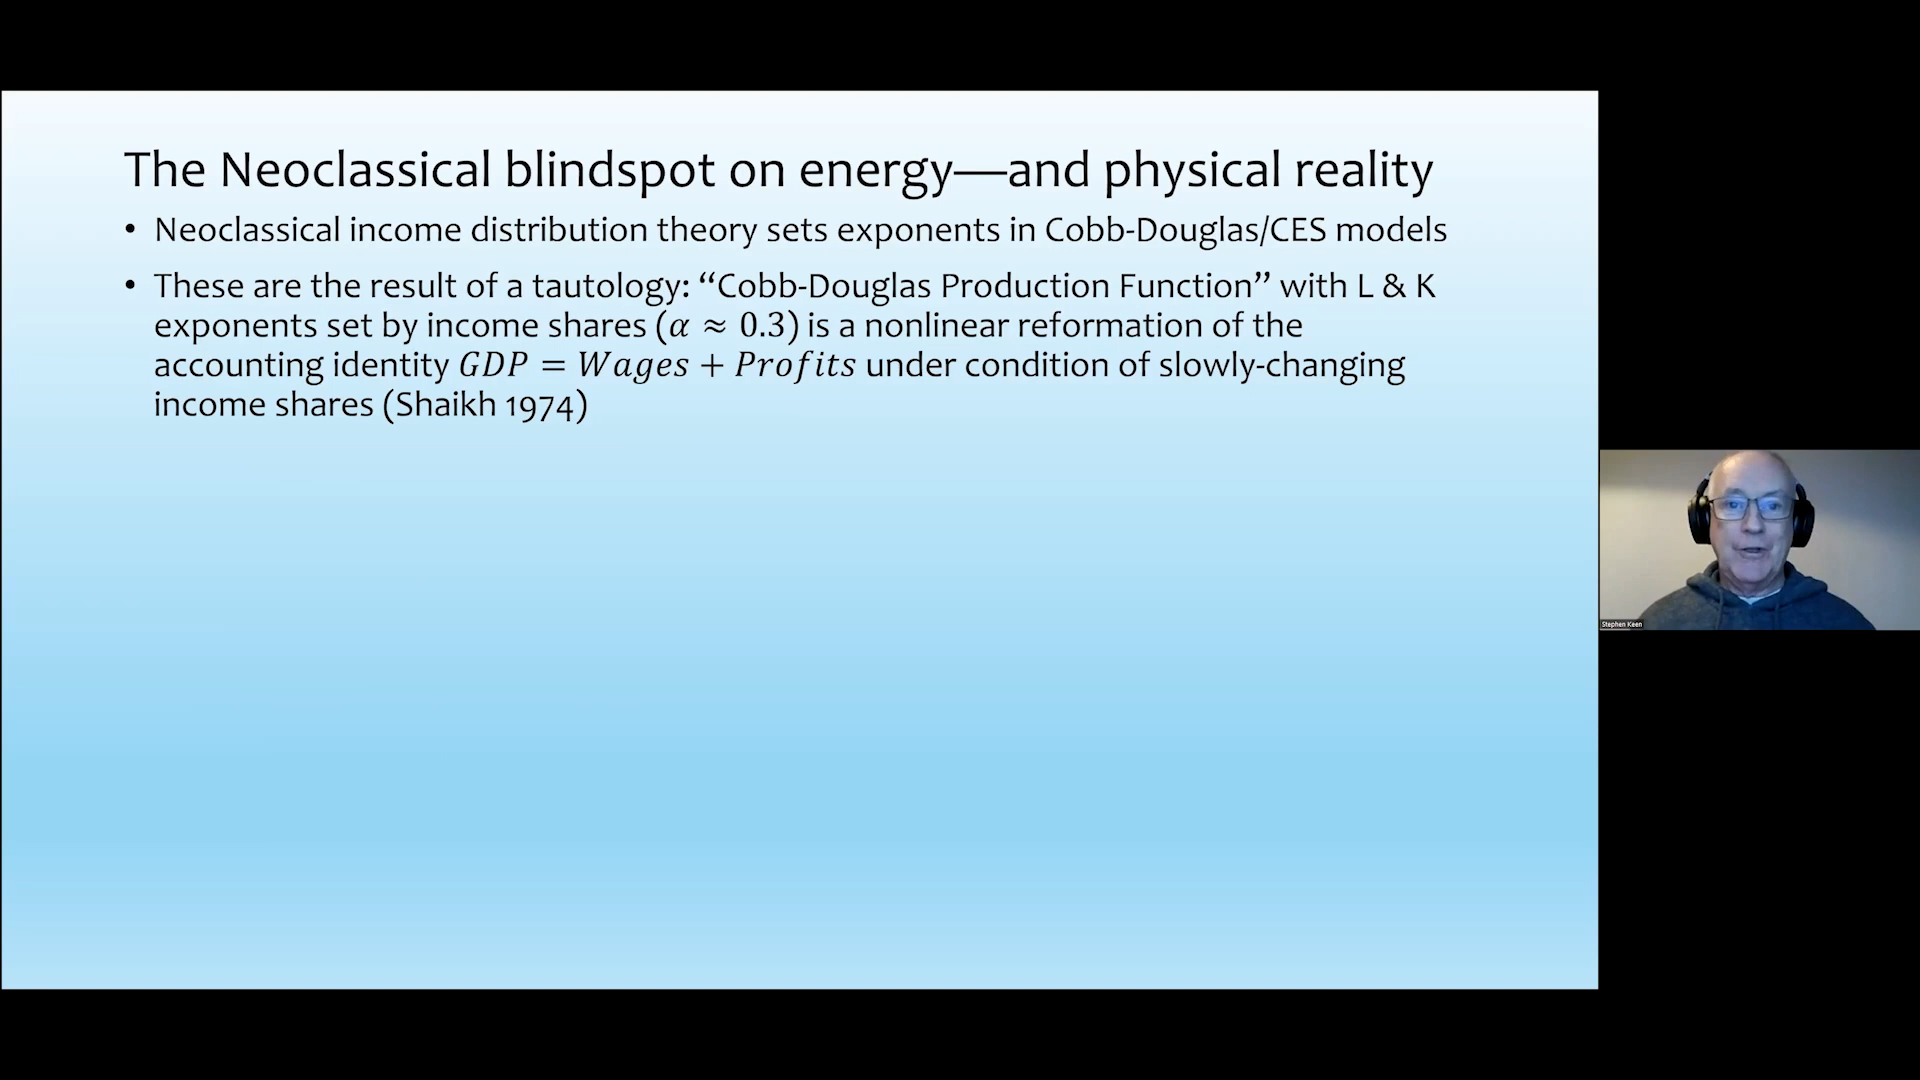 The Neoclassical blindspot on energy—and physical reality
• Neoclassical income distribution theory sets exponents in Cobb-Douglas/CES models
• These are the result of a tautology: “Cobb-Douglas Production Function” with L & K
exponents set by income shares (α ≈ 0.3) is a nonlinear reformation of the
accounting identity GDP = Wages + Profits under condition of slowly-changing
income shares (Shaikh 1974)
Stephen Keen